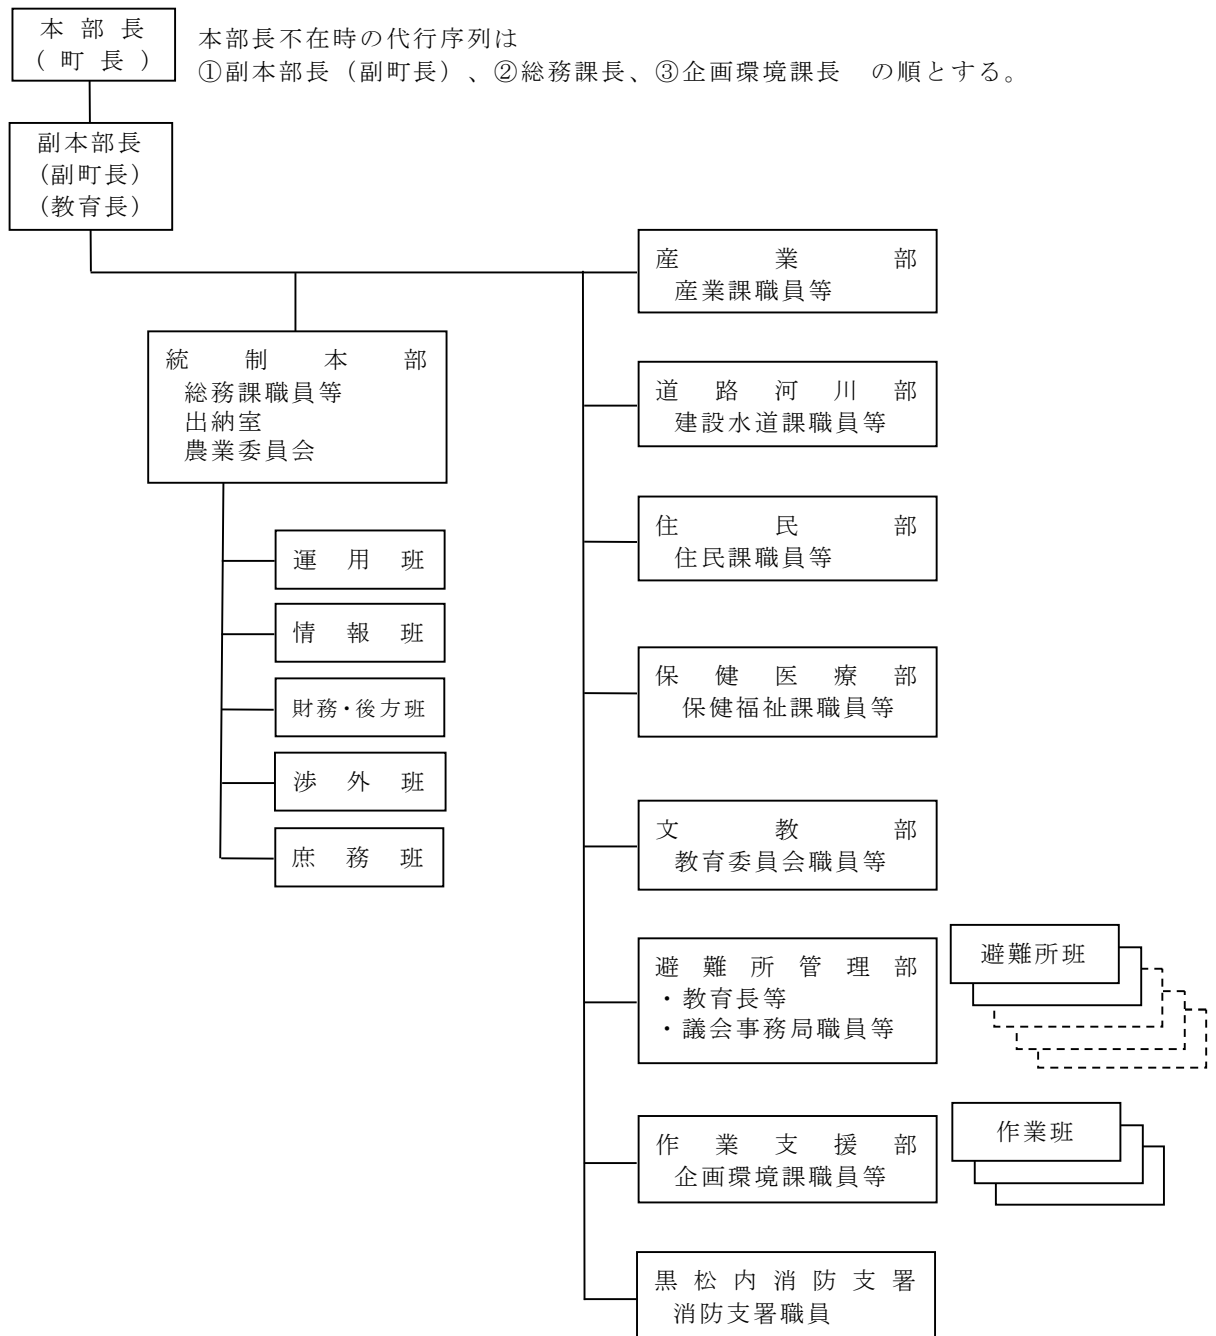 本部長
(町長)
本部長不在時の代行序列は
①副本部長(副町長)、②総務課長、③企画環境課長　の順とする。
副本部長
(副町長)
(教育長)
統制本部
総務課職員等
出納室
農業委員会
運用班
情報班
財務・後方班
渉外班
庶務班
産業部
産業課職員等
道路河川部
建設水道課職員等
住民部
住民課職員等
保健医療部
保健福祉課職員等
文教部
教育委員会職員等
避難所管理部
・教育長等
・議会事務局職員等
避難所班
作業支援部
企画環境課職員等
作業班
黒松内消防支署
消防支署職員